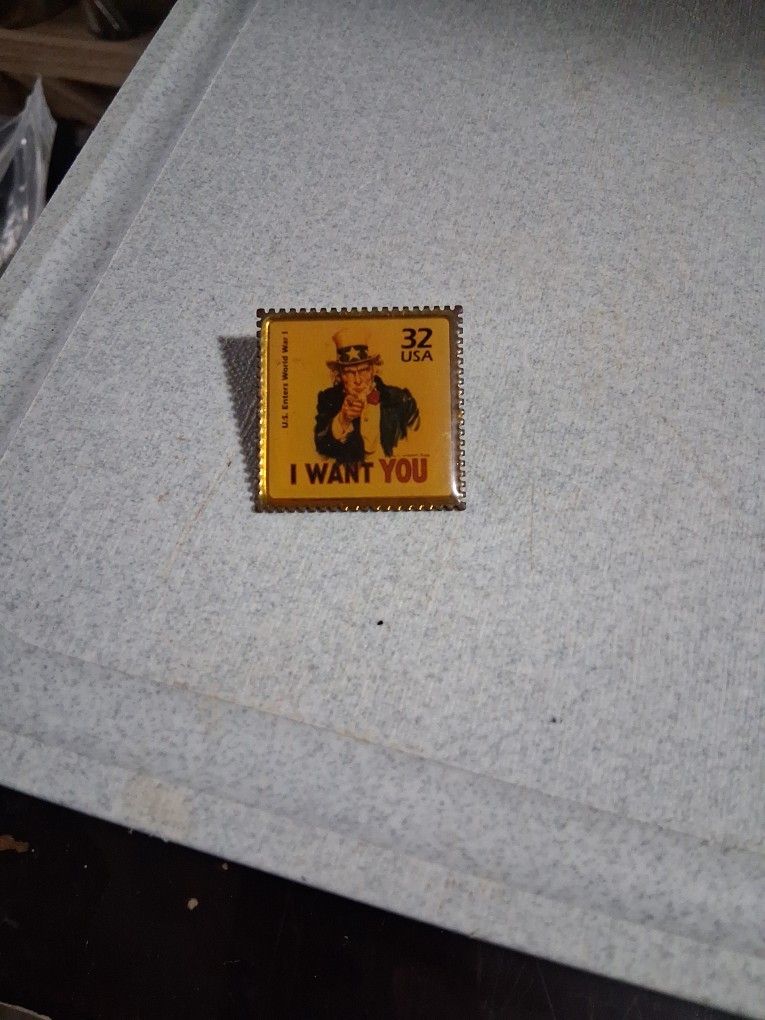 32
USA
U.S. Enters World War I
I WANT YOU